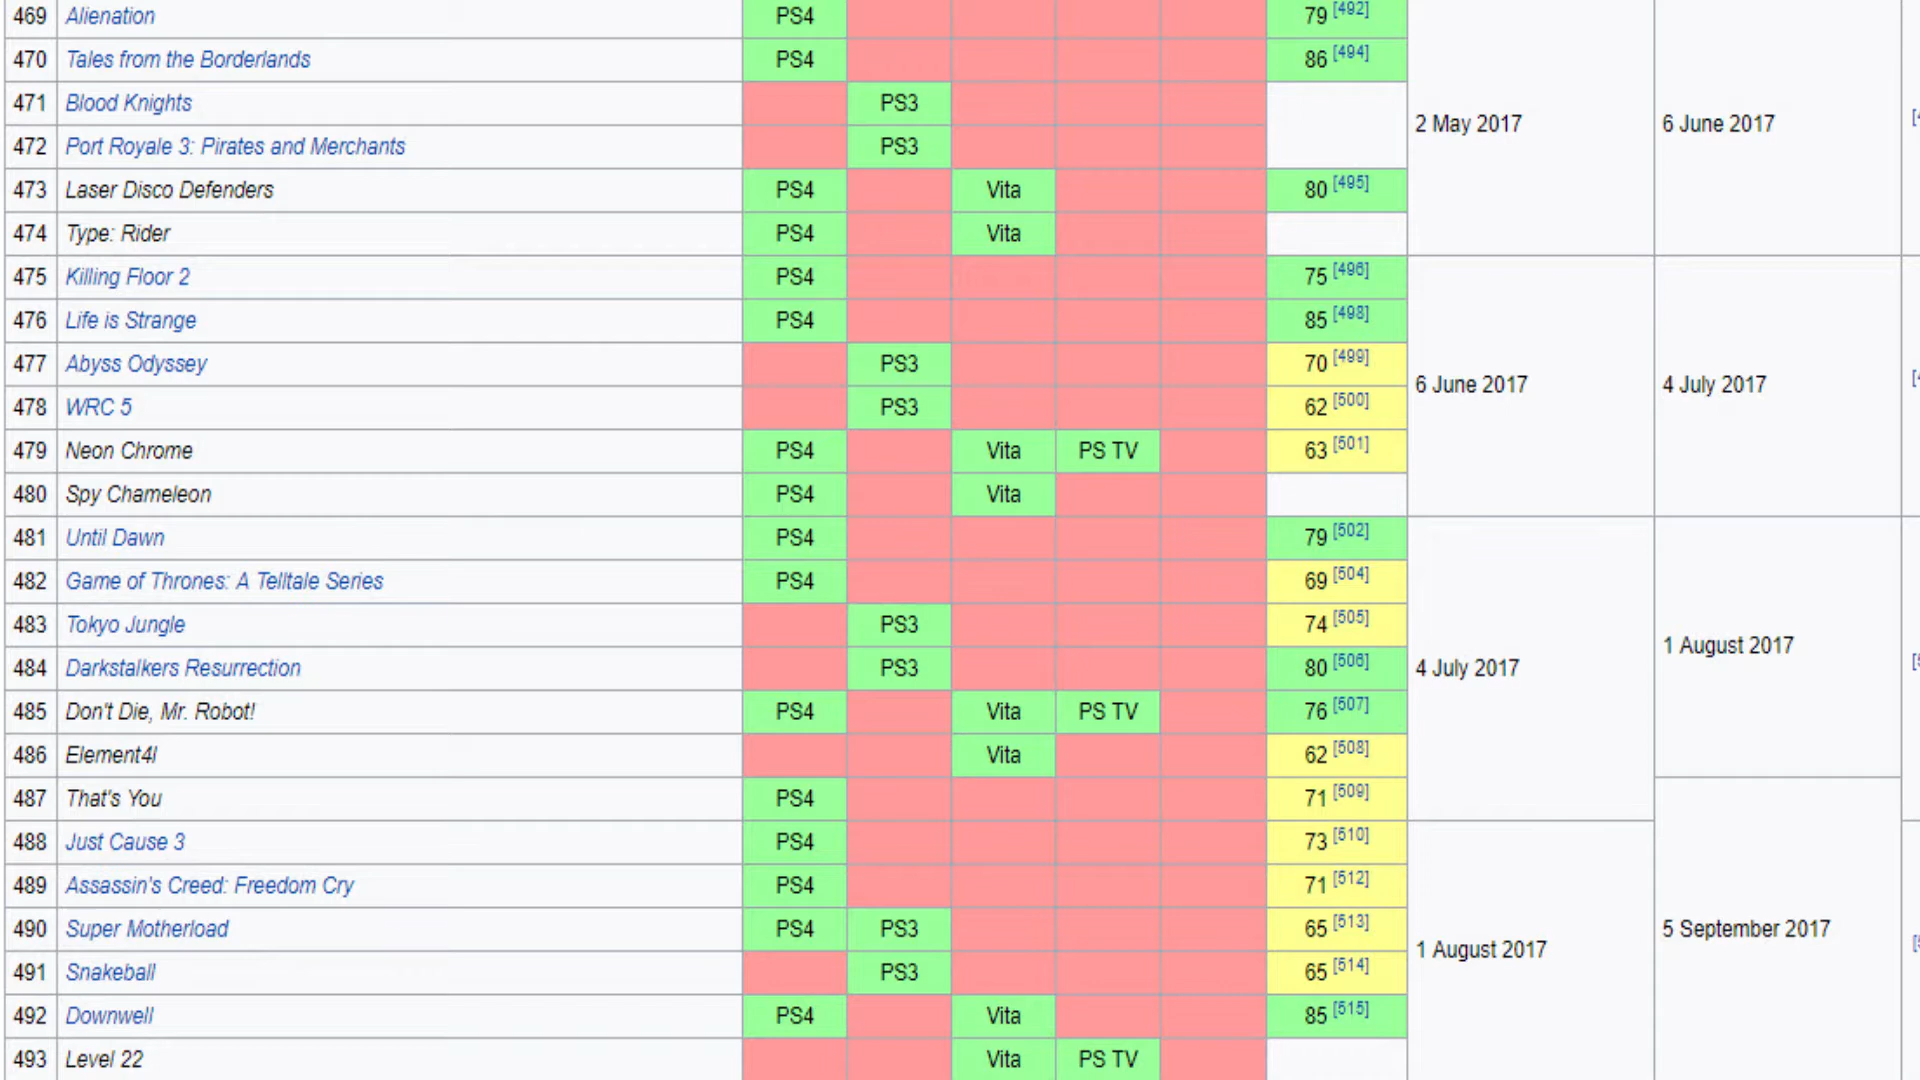 469 Alienation PS4 79 [492]
470 Tales from the Borderlands PS4 86 [494]
471 Blood Knights PS3
2 May 2017 6 June 2017
472 Port Royale 3: Pirates and Merchants PS3
473 Laser Disco Defenders PS4 Vita 80 [495]
474 Type: Rider PS4 Vita
475 Killing Floor 2 PS4 75 [496]
476 Life is Strange PS4 85 [498]
477 Abyss Odyssey PS3 70 [499]
6 June 2017 4 July 2017
478 WRC 5 PS3 62 [500]
479 Neon Chrome PS4 Vita PS TV 63 [501]
480 Spy Chameleon PS4 Vita
481 Until Dawn PS4 79 [502]
482 Game of Thrones: A Telltale Series PS4 69 [504]
483 Tokyo Jungle PS3 74 [505]
1 August 2017
484 Darkstalkers Resurrection PS3 80 [506] 4 July 2017
485 Don't Die, Mr. Robot! PS4 Vita PS TV 76 [507]
486 Element4l Vita 62 [508]
487 That's You PS4 71 [509]
488 Just Cause 3 PS4 73 [510]
489 Assassin's Creed: Freedom Cry PS4 71 [512]
490 Super Motherload PS4 PS3 65 [513] 5 September 2017
1 August 2017
491 Snakeball PS3 65 [514]
492 Downwell PS4 Vita 85 [515]
493 Level 22 Vita PS TV